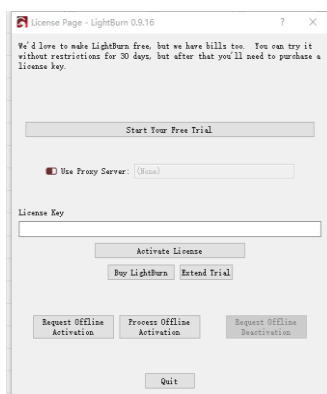 License Page - LightBurn 0.9.16
We'd love to make LightBurn free, but we have bills too. You can try it
without restrictions for 30 days, but after that you'll need to purchase a
license key.
Start Your Free Trial
Use Proxy Server: (None)
License Key
Activate License
Buy LightBurn Extend Trial
Request Offline Process Offline Request Offline
Activation Activation Deactivation
Quit